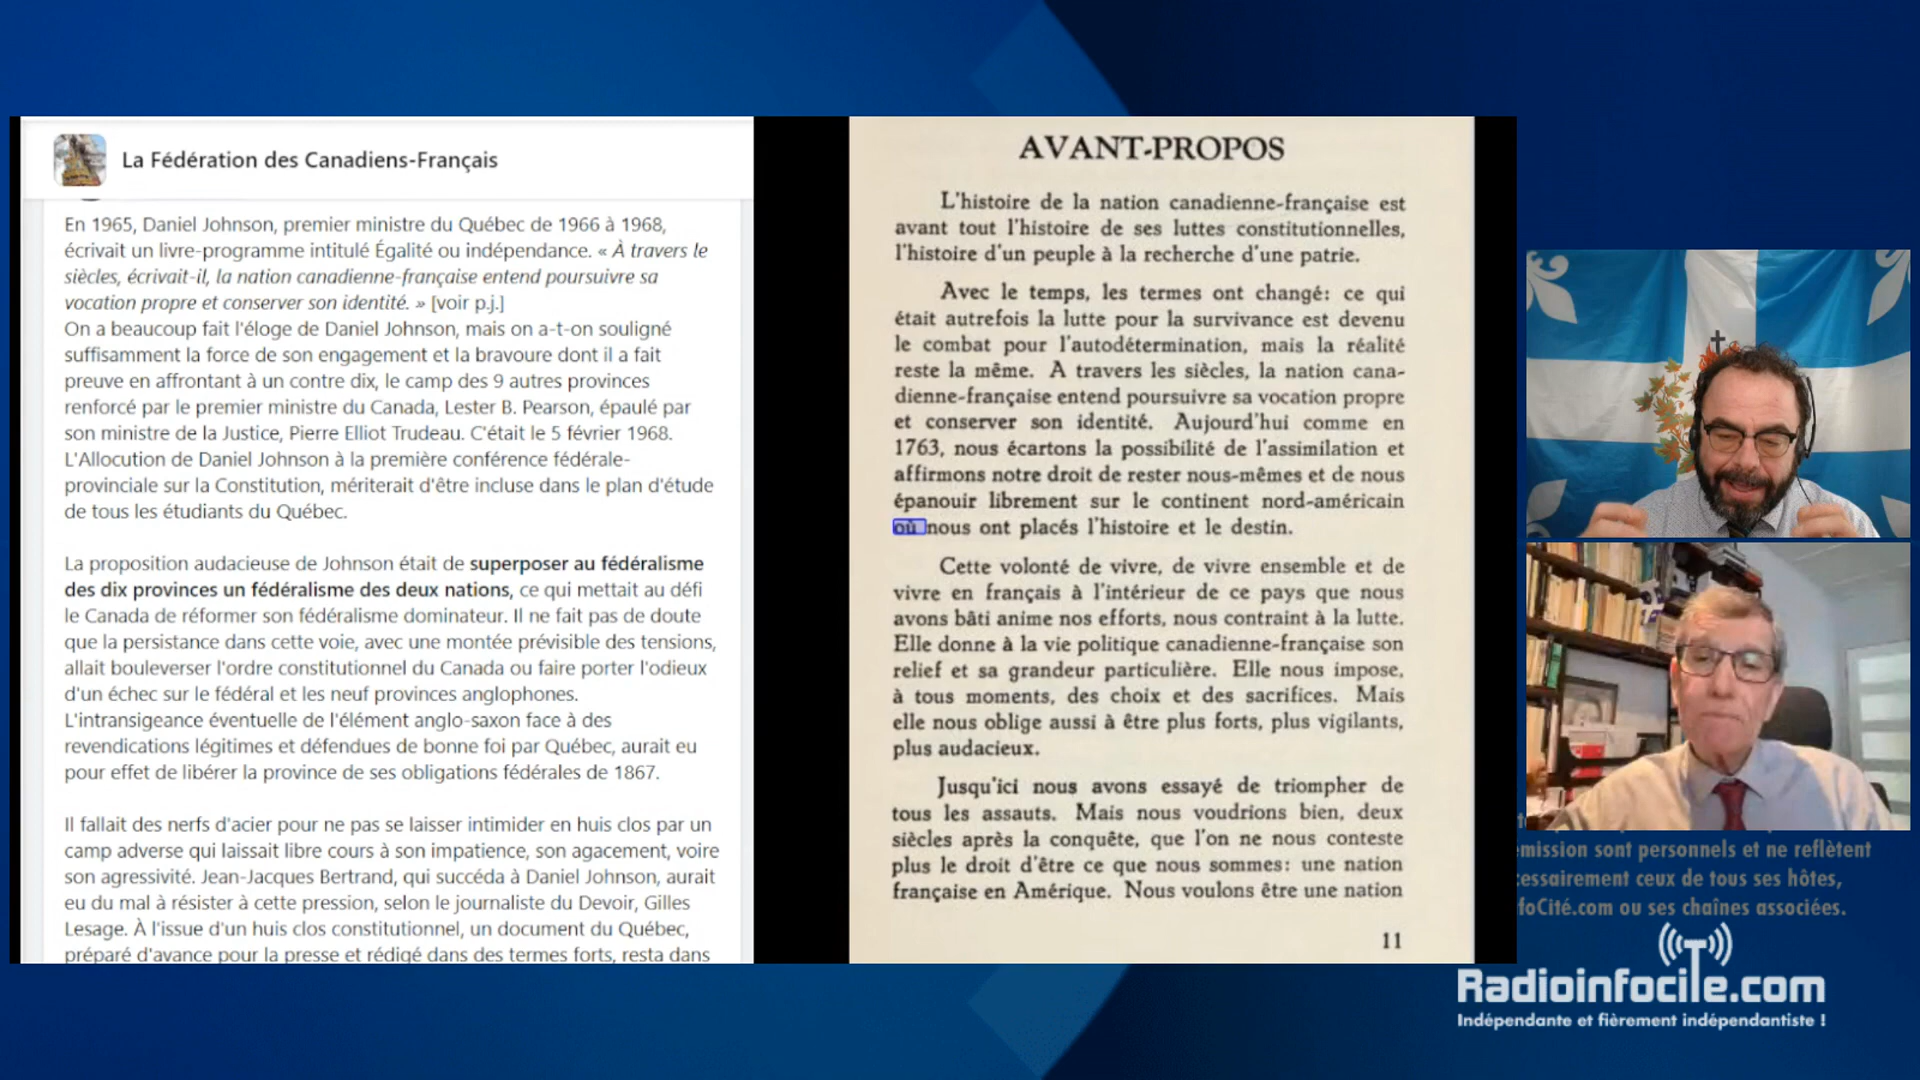 La Fédération des Canadiens-Français
En 1965, Daniel Johnson, premier ministre du Québec de 1966 à 1968,
écrivait un livre-programme intitulé Égalité ou indépendance. « À travers le
siècles, écrivait-il, la nation canadienne-française entend poursuivre sa
vocation propre et conserver son identité. » [voir p.j.]
On a beaucoup fait l'éloge de Daniel Johnson, mais on a-t-on souligné
suffisamment la force de son engagement et la bravoure dont il a fait
preuve en affrontant à un contre dix, le camp des 9 autres provinces
renforcé par le premier ministre du Canada, Lester B. Pearson, épaulé par
son ministre de la Justice, Pierre Elliot Trudeau. C'était le 5 février 1968.
L'Allocution de Daniel Johnson à la première conférence fédérale-
provinciale sur la Constitution, mériterait d'être incluse dans le plan d'étude
de tous les étudiants du Québec.
La proposition audacieuse de Johnson était de superposer au fédéralisme
des dix provinces un fédéralisme des deux nations, ce qui mettait au défi
le Canada de réformer son fédéralisme dominateur. Il ne fait pas de doute
que la persistance dans cette voie, avec une montée prévisible des tensions,
allait bouleverser l'ordre constitutionnel du Canada ou faire porter l'odieux
d'un échec sur le fédéral et les neuf provinces anglophones.
L'intransigeance éventuelle de l'élément anglo-saxon face à des
revendications légitimes et défendues de bonne foi par Québec, aurait eu
pour effet de libérer la province de ses obligations fédérales de 1867.
Il fallait des nerfs d'acier pour ne pas se laisser intimider en huis clos par un
camp adverse qui laissait libre cours à son impatience, son agacement, voire
son agressivité. Jean-Jacques Bertrand, qui succéda à Daniel Johnson, aurait
eu du mal à résister à cette pression, selon le journaliste du Devoir, Gilles
Lesage. À l'issue d'un huis clos constitutionnel, un document du Québec,
préparé d'avance pour la presse et rédigé dans des termes forts, resta dans
AVANT-PROPOS
L'histoire de la nation canadienne-française est
avant tout l'histoire de ses luttes constitutionnelles,
l'histoire d'un peuple à la recherche d'une patrie.
Avec le temps, les termes ont changé: ce qui
était autrefois la lutte pour la survivance est devenu
le combat pour l'autodétermination, mais la réalité
reste la même. A travers les siècles, la nation cana-
dienne-française entend poursuivre sa vocation propre
et conserver son identité. Aujourd'hui comme en
1763, nous écartons la possibilité de l'assimilation et
affirmons notre droit de rester nous-mêmes et de nous
épanouir librement sur le continent nord-américain
où nous ont placés l'histoire et le destin.
Cette volonté de vivre, de vivre ensemble et de
vivre en français à l'intérieur de ce pays que nous
avons bâti anime nos efforts, nous contraint à la lutte.
Elle donne à la vie politique canadienne-française son
relief et sa grandeur particulière. Elle nous impose,
à tous moments, des choix et des sacrifices. Mais
elle nous oblige aussi à être plus forts, plus vigilants,
plus audacieux.
Jusqu'ici nous avons essayé de triompher de
tous les assauts. Mais nous voudrions bien, deux
siècles après la conquête, que l'on ne nous conteste
plus le droit d'être ce que nous sommes: une nation
française en Amérique. Nous voulons être une nation
11
emission sont personnels et ne reflètent
cessairement ceux de tous ses hôtes,
foCité.com ou ses chaînes associées.
Radioinfocite.com
Indépendante et fièrement indépendantiste !